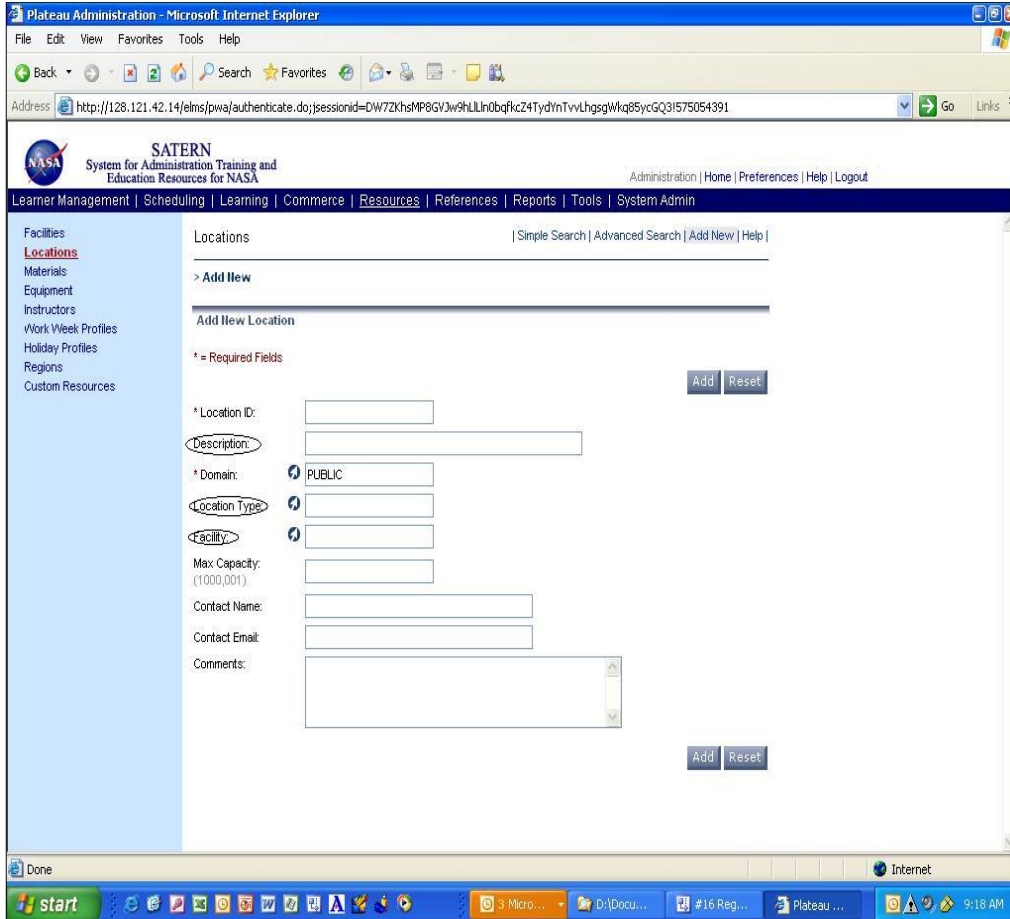 Plateau Administration - Microsoft Internet Explorer
File Edit View Favorites Tools Help
Back Search Favorites
Address http://128.121.42.14/elms/pwa/authenticate.do;jsessionid=DW7ZKhsMP8GVJw9hLlLln0bqfkcZ4TydYnTvvLhgsgWkq85ycGQ3!575054391 Go Links
NASA
SATERN
System for Administration Training and
Education Resources for NASA
Administration | Home | Preferences | Help | Logout
Learner Management | Scheduling | Learning | Commerce | Resources | References | Reports | Tools | System Admin
Facilities
Locations
Materials
Equipment
Instructors
Work Week Profiles
Holiday Profiles
Regions
Custom Resources
Locations | Simple Search | Advanced Search | Add New | Help |
> Add New
Add New Location
* = Required Fields
Add Reset
* Location ID:
Description:
* Domain: PUBLIC
Location Type:
Facility:
Max Capacity:
(1000,001)
Contact Name:
Contact Email:
Comments:
Add Reset
Done Internet
start 3 Micro... D:\Docu... #16 Reg... Plateau ... 9:18 AM